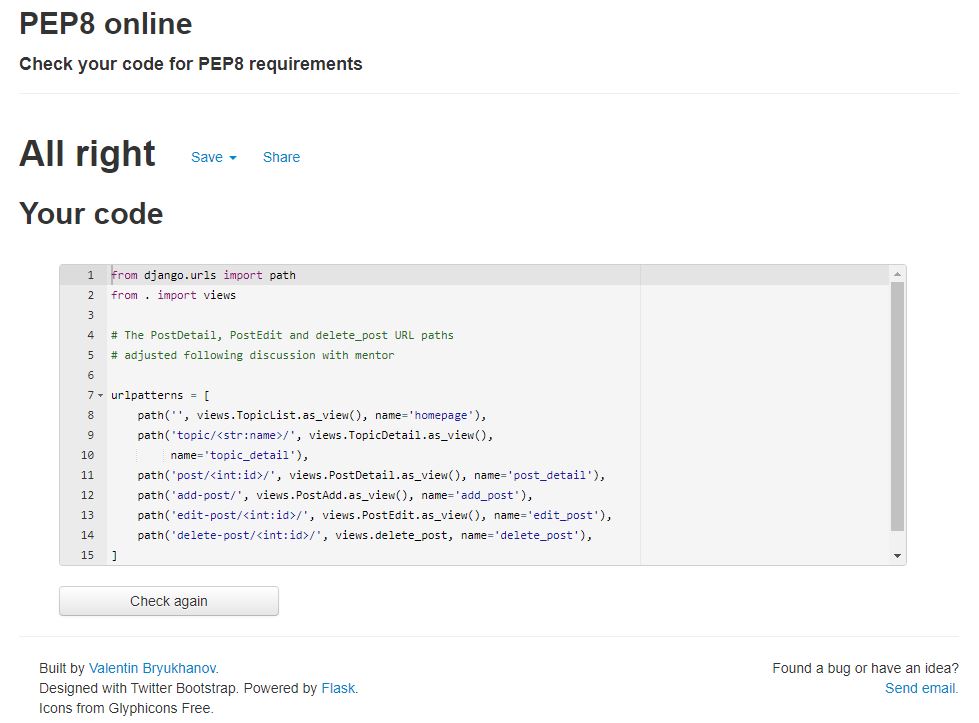 PEP8 online
Check your code for PEP8 requirements
All right Save Share
Your code
1 from django.urls import path
2 from . import views
3
4 # The PostDetail, PostEdit and delete_post URL paths
5 # adjusted following discussion with mentor
6
7 urlpatterns = [
8     path('', views.TopicList.as_view(), name='homepage'),
9     path('topic/<str:name>/', views.TopicDetail.as_view(),
10          name='topic_detail'),
11     path('post/<int:id>/', views.PostDetail.as_view(), name='post_detail'),
12     path('add-post/', views.PostAdd.as_view(), name='add_post'),
13     path('edit-post/<int:id>/', views.PostEdit.as_view(), name='edit_post'),
14     path('delete-post/<int:id>/', views.delete_post, name='delete_post'),
15 ]
Check again
Built by Valentin Bryukhanov.
Designed with Twitter Bootstrap. Powered by Flask.
Icons from Glyphicons Free.
Found a bug or have an idea?
Send email.